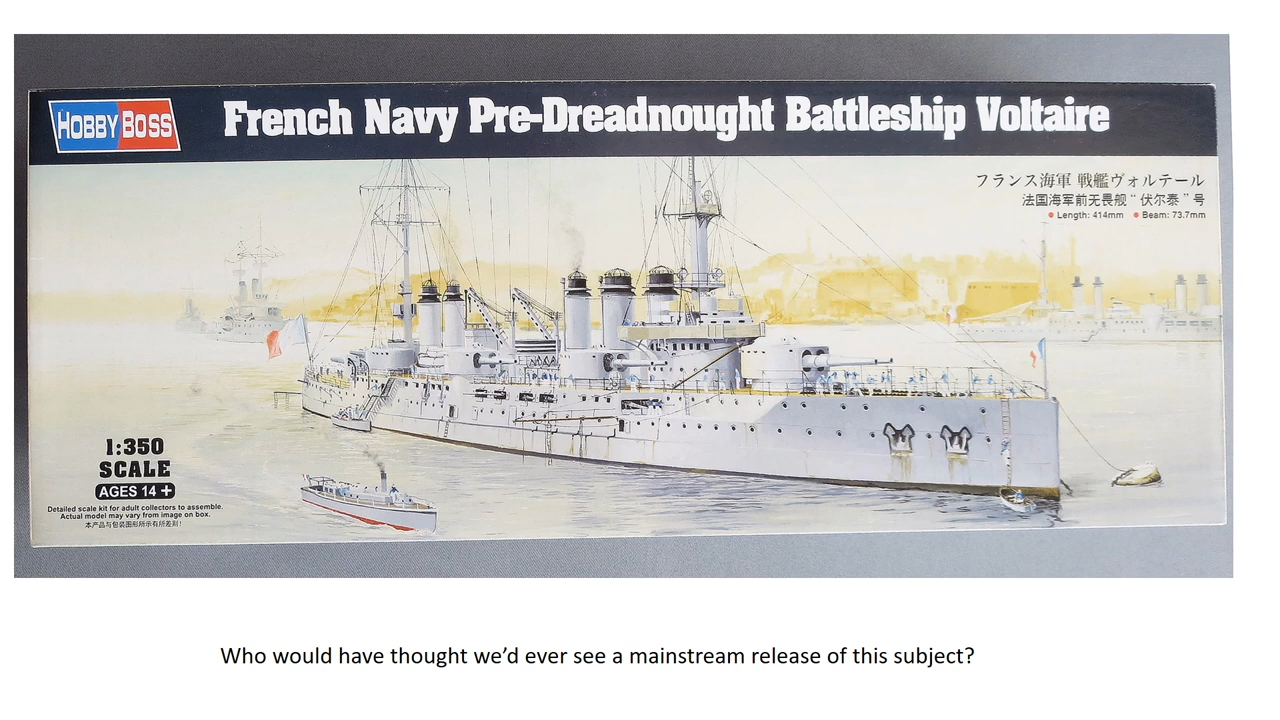 HOBBY BOSS
French Navy Pre-Dreadnought Battleship Voltaire
フランス海軍 戦艦ヴォルテール
法国海军前无畏舰“伏尔泰”号
● Length: 414mm ● Beam: 73.7mm
1:350
SCALE
AGES 14+
Detailed scale kit for adult collectors to assemble.
Actual model may vary from image on box.
本产品与包装图形所示有所差别!
Who would have thought we’d ever see a mainstream release of this subject?